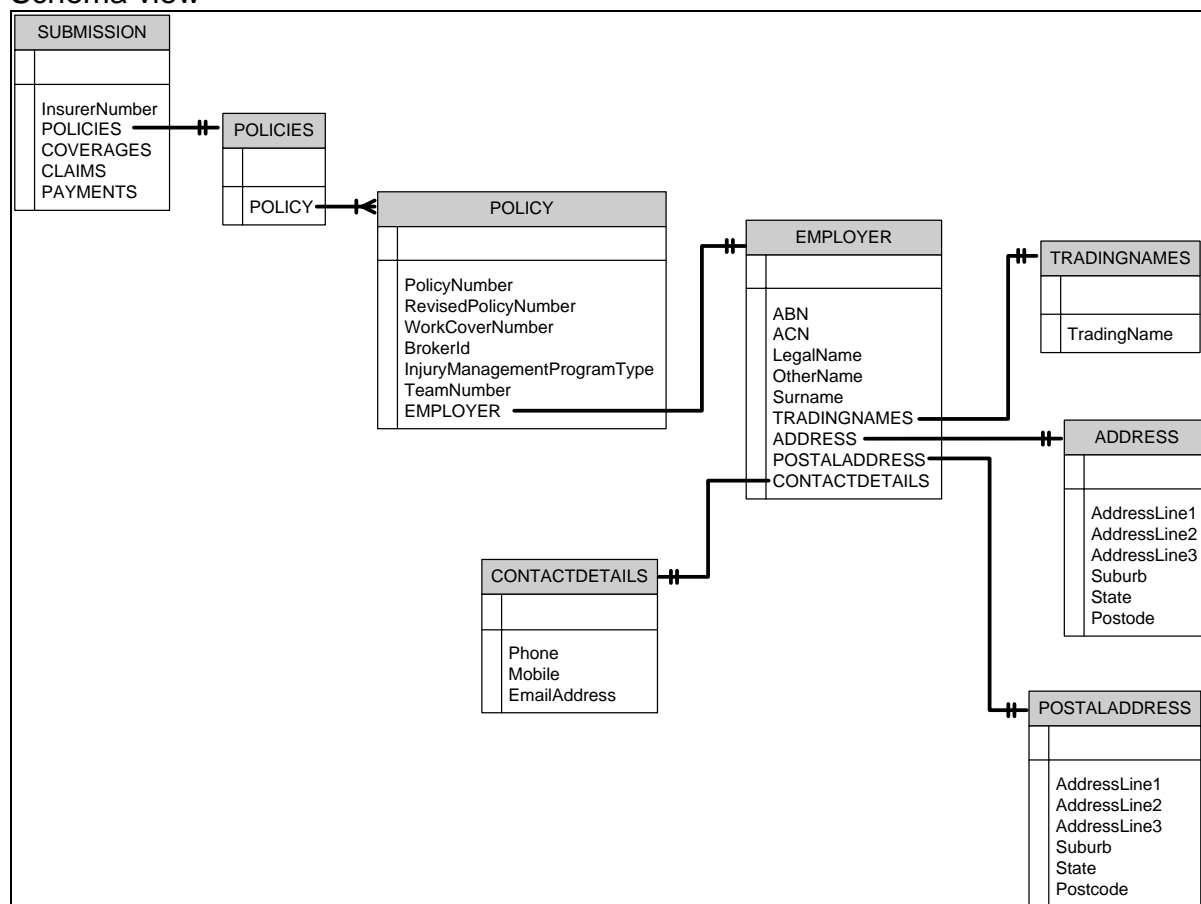 SUBMISSION
InsurerNumber
POLICIES
COVERAGES
CLAIMS
PAYMENTS
POLICIES
POLICY
POLICY
PolicyNumber
RevisedPolicyNumber
WorkCoverNumber
BrokerId
InjuryManagementProgramType
TeamNumber
EMPLOYER
EMPLOYER
ABN
ACN
LegalName
OtherName
Surname
TRADINGNAMES
ADDRESS
POSTALADDRESS
CONTACTDETAILS
TRADINGNAMES
TradingName
ADDRESS
AddressLine1
AddressLine2
AddressLine3
Suburb
State
Postode
CONTACTDETAILS
Phone
Mobile
EmailAddress
POSTALADDRESS
AddressLine1
AddressLine2
AddressLine3
Suburb
State
Postcode